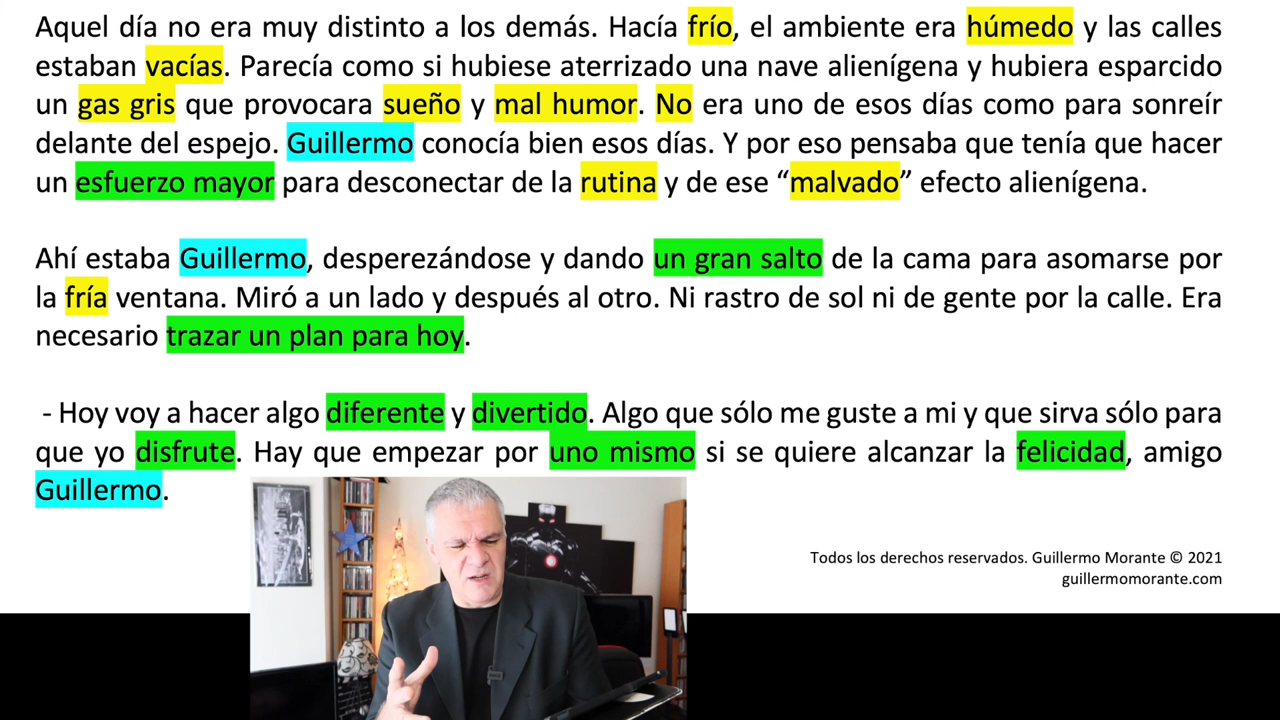 Aquel día no era muy distinto a los demás. Hacía frío, el ambiente era húmedo y las calles
estaban vacías. Parecía como si hubiese aterrizado una nave alienígena y hubiera esparcido
un gas gris que provocara sueño y mal humor. No era uno de esos días como para sonreír
delante del espejo. Guillermo conocía bien esos días. Y por eso pensaba que tenía que hacer
un esfuerzo mayor para desconectar de la rutina y de ese “malvado” efecto alienígena.
Ahí estaba Guillermo, desperezándose y dando un gran salto de la cama para asomarse por
la fría ventana. Miró a un lado y después al otro. Ni rastro de sol ni de gente por la calle. Era
necesario trazar un plan para hoy.
- Hoy voy a hacer algo diferente y divertido. Algo que sólo me guste a mi y que sirva sólo para
que yo disfrute. Hay que empezar por uno mismo si se quiere alcanzar la felicidad, amigo
Guillermo.
Todos los derechos reservados. Guillermo Morante © 2021
guillermomorante.com